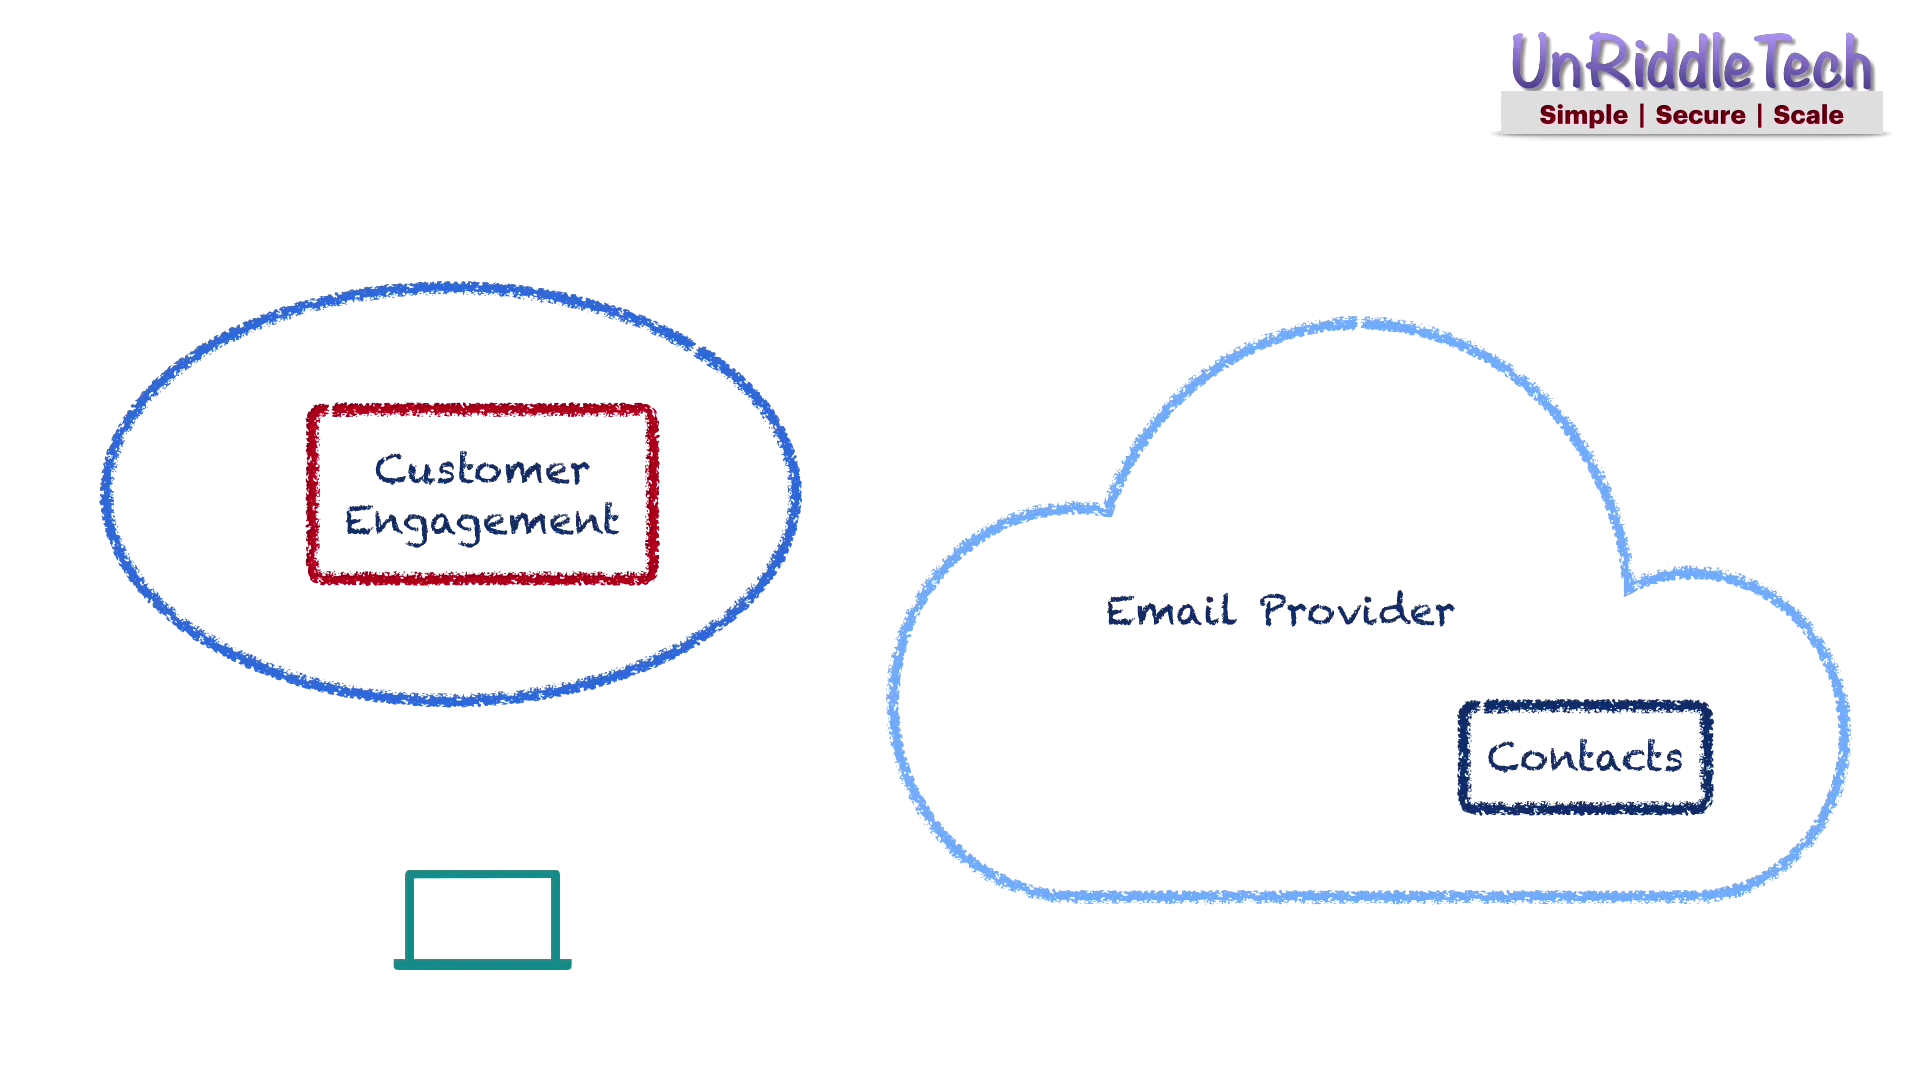 UnRiddleTech
Simple | Secure | Scale
Customer
Engagement
Email Provider
Contacts